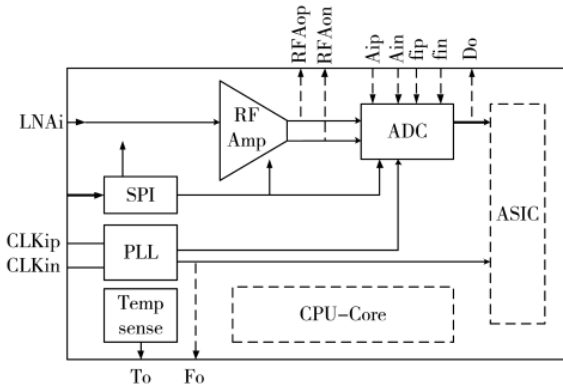 RFAop
RFAon
Aip
Ain
fip
fin
Do
LNAi
RF
Amp
ADC
SPI
ASIC
CLKip
CLKin
PLL
Temp
sense
CPU-Core
To
Fo